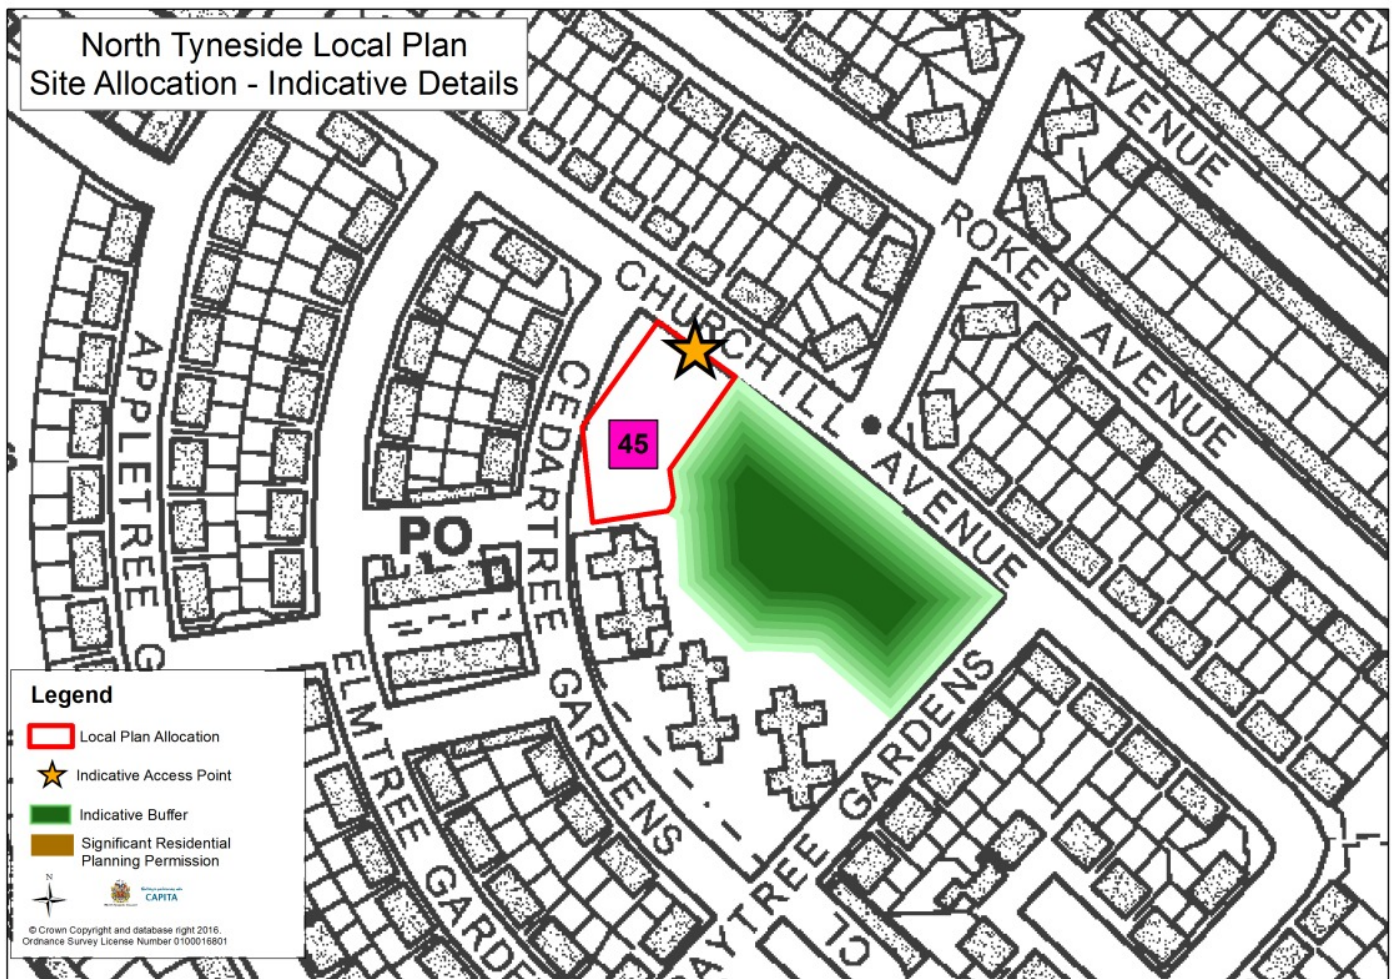 North Tyneside Local Plan
Site Allocation - Indicative Details
AVENUE
ROKER AVENUE
CHURCHILL AVENUE
APPLETREE G
CEDARTREE GARDENS
45
PO
ELMTREE GARDE
BAYTREE GARDENS
Legend
Local Plan Allocation
Indicative Access Point
Indicative Buffer
Significant Residential
Planning Permission
N
CAPITA
© Crown Copyright and database right 2016.
Ordnance Survey License Number 0100016801